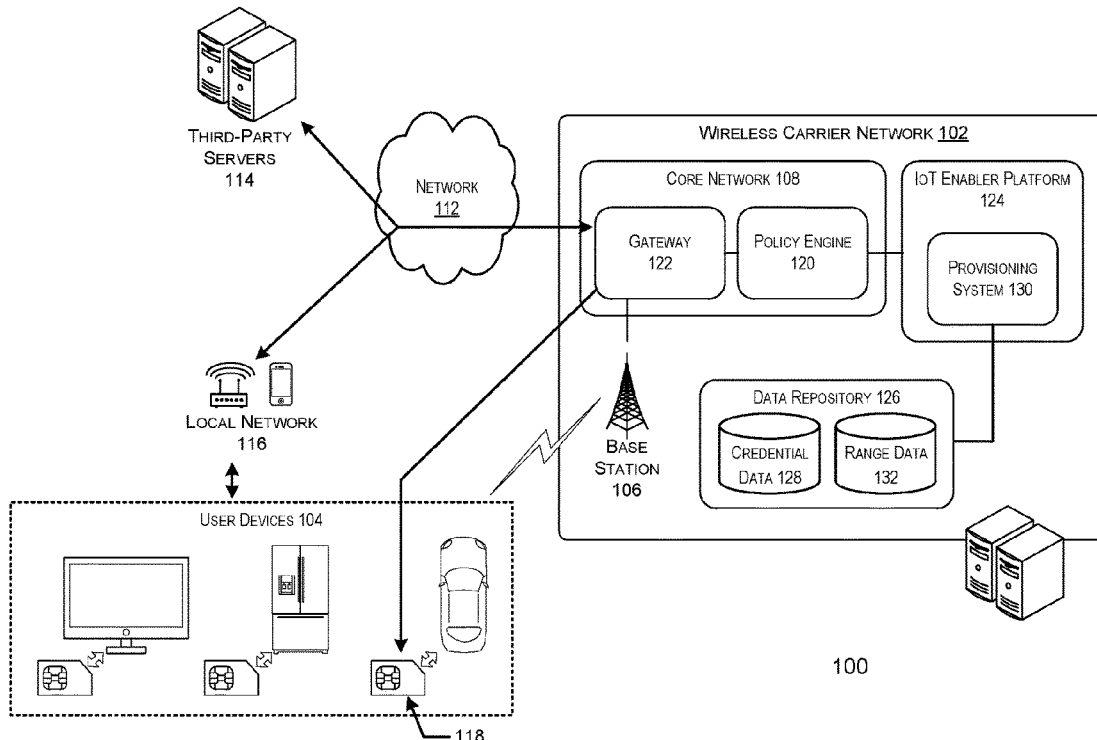 THIRD-PARTY
SERVERS
114
NETWORK
112
WIRELESS CARRIER NETWORK 102
CORE NETWORK 108
GATEWAY
122
POLICY ENGINE
120
IOT ENABLER PLATFORM
124
PROVISIONING
SYSTEM 130
LOCAL NETWORK
116
BASE
STATION
106
DATA REPOSITORY 126
CREDENTIAL
DATA 128
RANGE DATA
132
USER DEVICES 104
100
118